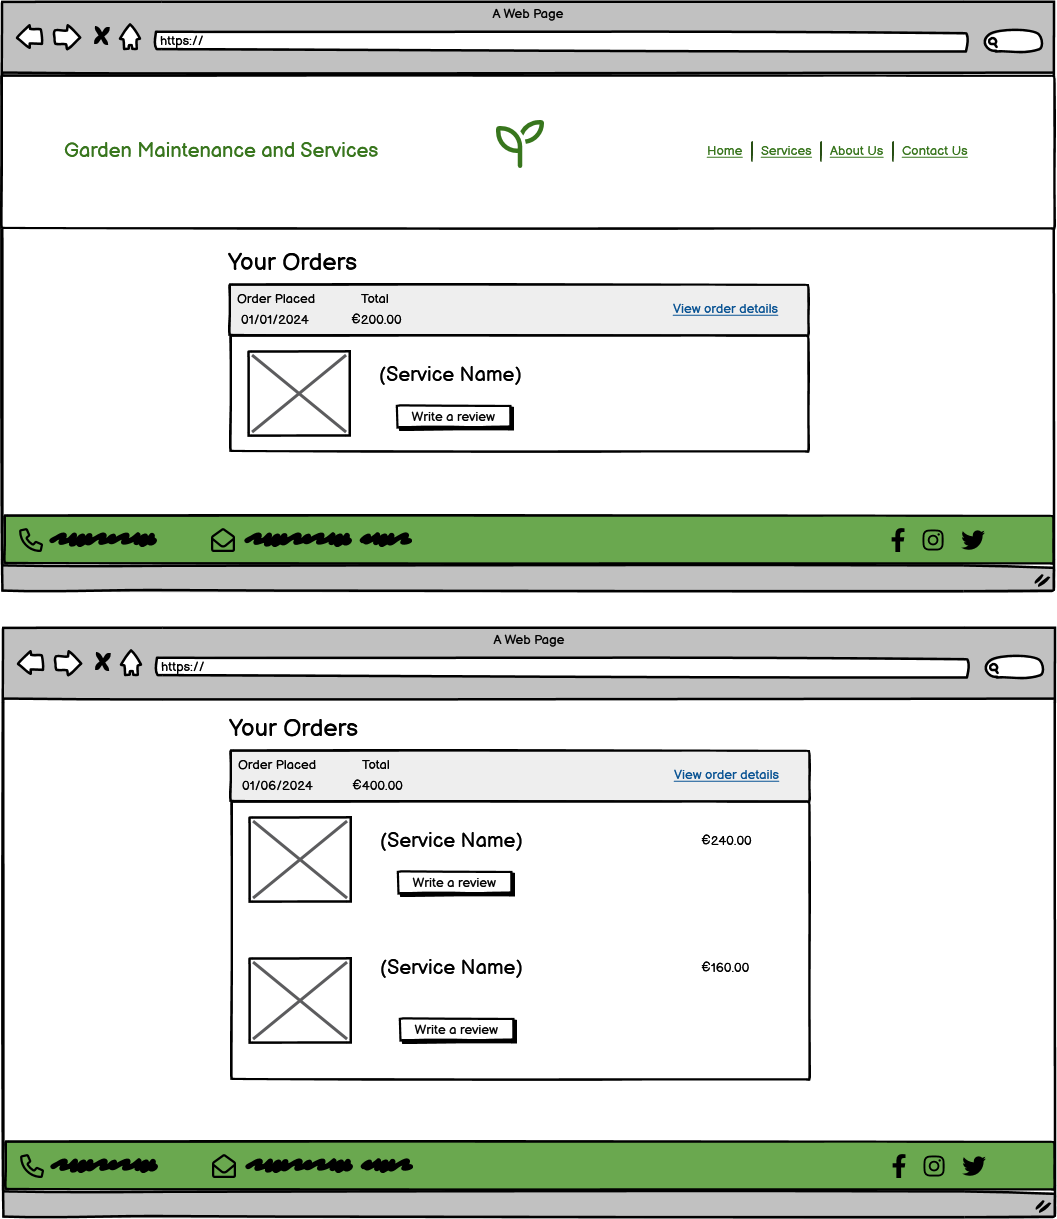 A Web Page
https://
Garden Maintenance and Services
Home Services About Us Contact Us
Your Orders
Order Placed Total
View order details
01/01/2024 €200.00
(Service Name)
Write a review
A Web Page
https://
Your Orders
Order Placed Total
View order details
01/06/2024 €400.00
(Service Name) €240.00
Write a review
(Service Name) €160.00
Write a review